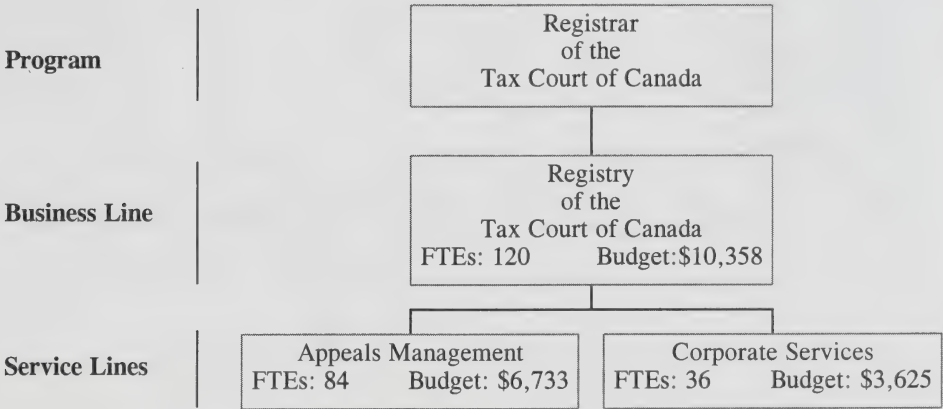 Program
Registrar
of the
Tax Court of Canada
Business Line
Registry
of the
Tax Court of Canada
FTEs: 120 Budget:$10,358
Service Lines
Appeals Management
FTEs: 84 Budget: $6,733
Corporate Services
FTEs: 36 Budget: $3,625